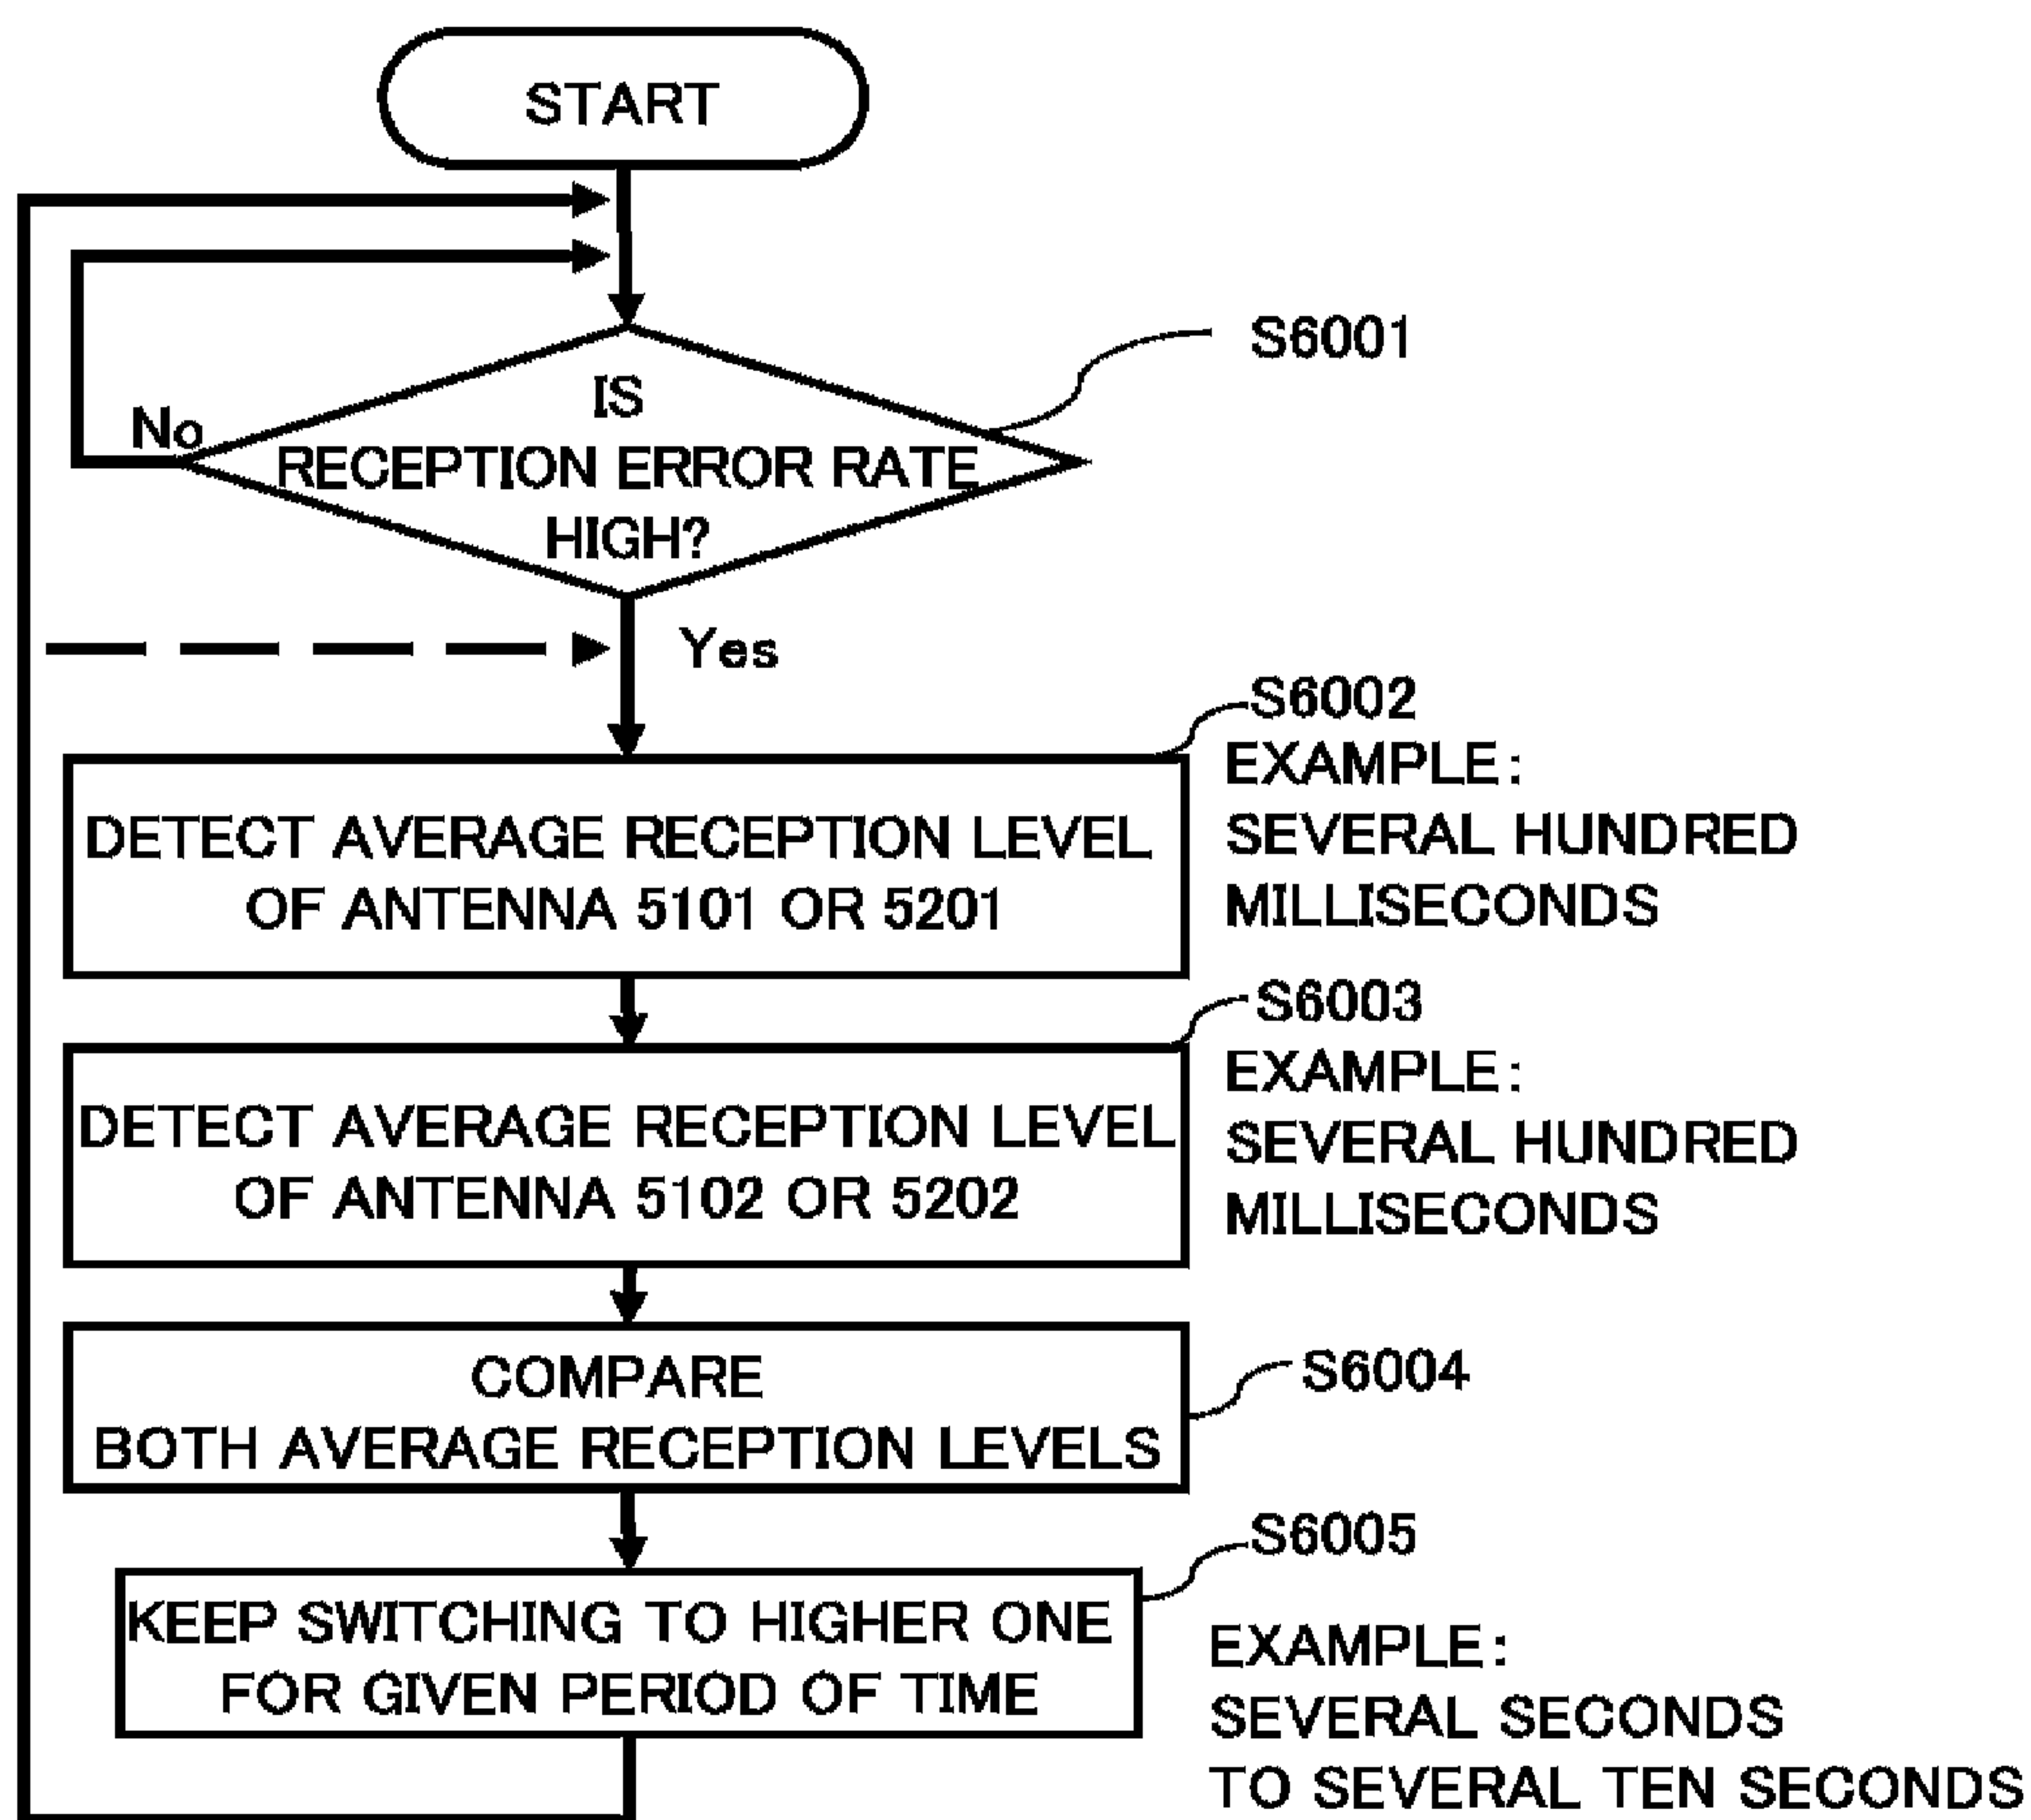 START
S6001
IS
No
RECEPTION ERROR RATE
HIGH?
Yes
S6002
EXAMPLE:
SEVERAL HUNDRED
MILLISECONDS
DETECT AVERAGE RECEPTION LEVEL
OF ANTENNA 5101 OR 5201
S6003
EXAMPLE:
SEVERAL HUNDRED
MILLISECONDS
DETECT AVERAGE RECEPTION LEVEL
OF ANTENNA 5102 OR 5202
COMPARE
BOTH AVERAGE RECEPTION LEVELS
S6004
S6005
KEEP SWITCHING TO HIGHER ONE
FOR GIVEN PERIOD OF TIME
EXAMPLE:
SEVERAL SECONDS
TO SEVERAL TEN SECONDS